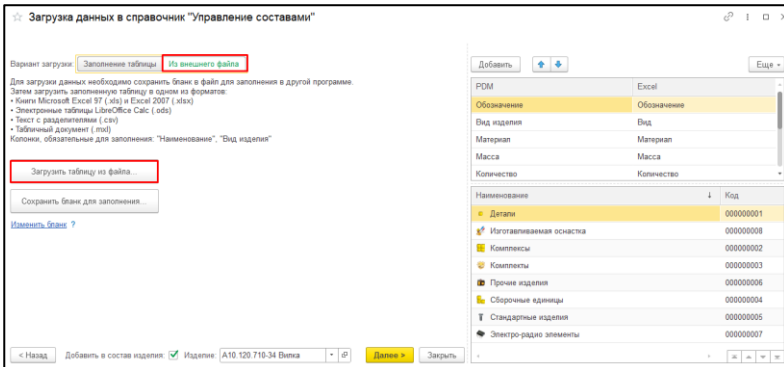 Загрузка данных в справочник "Управление составами"
Вариант загрузки: Заполнение таблицы Из внешнего файла
Для загрузки данных необходимо сохранить бланк в файл для заполнения в другой программе.
Затем загрузить заполненную таблицу в одном из форматов:
• Книги Microsoft Excel 97 (.xls) и Excel 2007 (.xlsx)
• Электронные таблицы LibreOffice Calc (.ods)
• Текст с разделителями (.csv)
• Табличный документ (.mxl)
Колонки, обязательные для заполнения: "Наименование", "Вид изделия"
Загрузить таблицу из файла...
Сохранить бланк для заполнения...
Изменить бланк ?
Добавить Еще
PDM Excel
Обозначение Обозначение
Вид изделия Вид
Материал Материал
Масса Масса
Количество Количество
Наименование ↓ Код
Детали 000000001
Изготавливаемая оснастка 000000008
Комплексы 000000002
Комплекты 000000003
Прочие изделия 000000006
Сборочные единицы 000000004
Стандартные изделия 000000005
Электро-радио элементы 000000007
< Назад Добавить в состав изделия: Изделие: А10.120.710-34 Вилка Далее > Закрыть